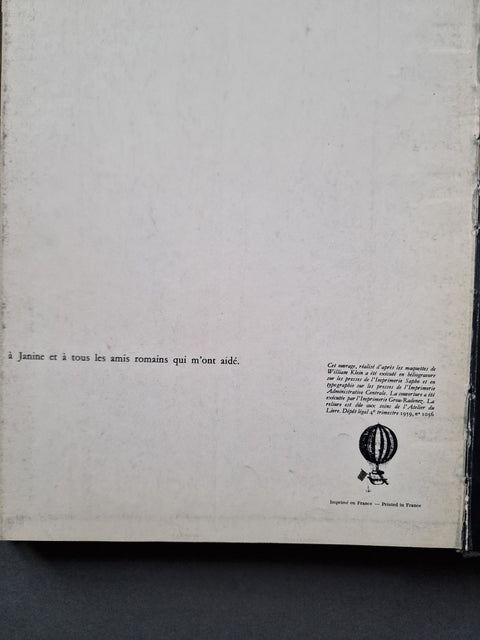 à Janine et à tous les amis romains qui m'ont aidé.
Cet ouvrage, réalisé d'après les maquettes de
William Klein a été exécuté en héliogravure
sur les presses de l'Imprimerie Sapho et en
typographie sur les presses de l'Imprimerie
Administrative Centrale. La couverture a été
exécutée par l'Imprimerie Grou-Radenez. La
reliure est due aux soins de l'Atelier du
Livre. Dépôt légal 4e trimestre 1959, no 1056
Imprimé en France — Printed in France